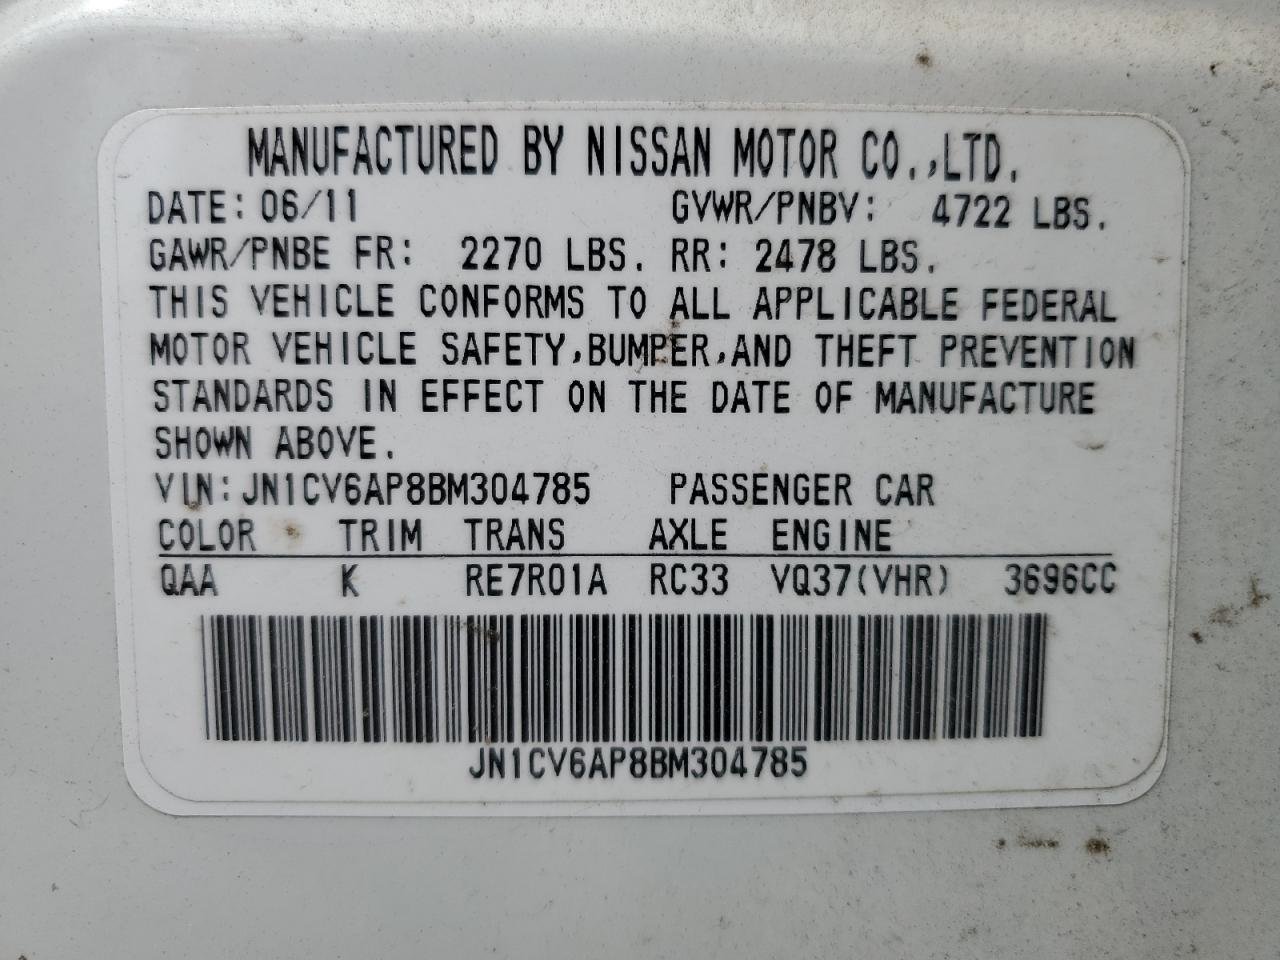 MANUFACTURED BY NISSAN MOTOR CO.,LTD.
DATE: 06/11 GVWR/PNBV: 4722 LBS.
GAWR/PNBE FR: 2270 LBS. RR: 2478 LBS.
THIS VEHICLE CONFORMS TO ALL APPLICABLE FEDERAL
MOTOR VEHICLE SAFETY,BUMPER,AND THEFT PREVENTION
STANDARDS IN EFFECT ON THE DATE OF MANUFACTURE
SHOWN ABOVE.
VIN: JN1CV6AP8BM304785 PASSENGER CAR
COLOR TRIM TRANS AXLE ENGINE
QAA K RE7R01A RC33 VQ37(VHR) 3696CC
JN1CV6AP8BM304785